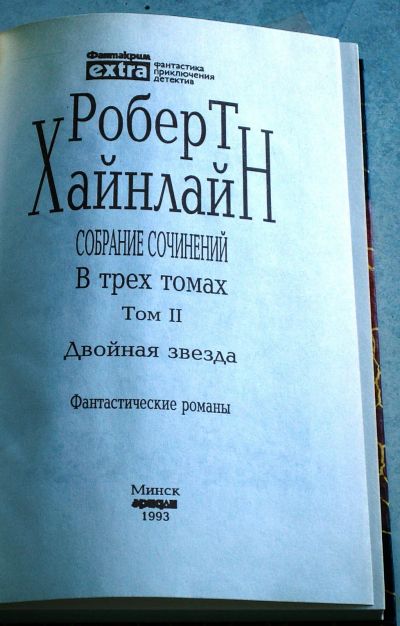 Фантакрим
extra
фантастика
приключения
детектив
Роберт
Хайнлайн
СОБРАНИЕ СОЧИНЕНИЙ
В трех томах
Том II
Двойная звезда
Фантастические романы
Минск
1993